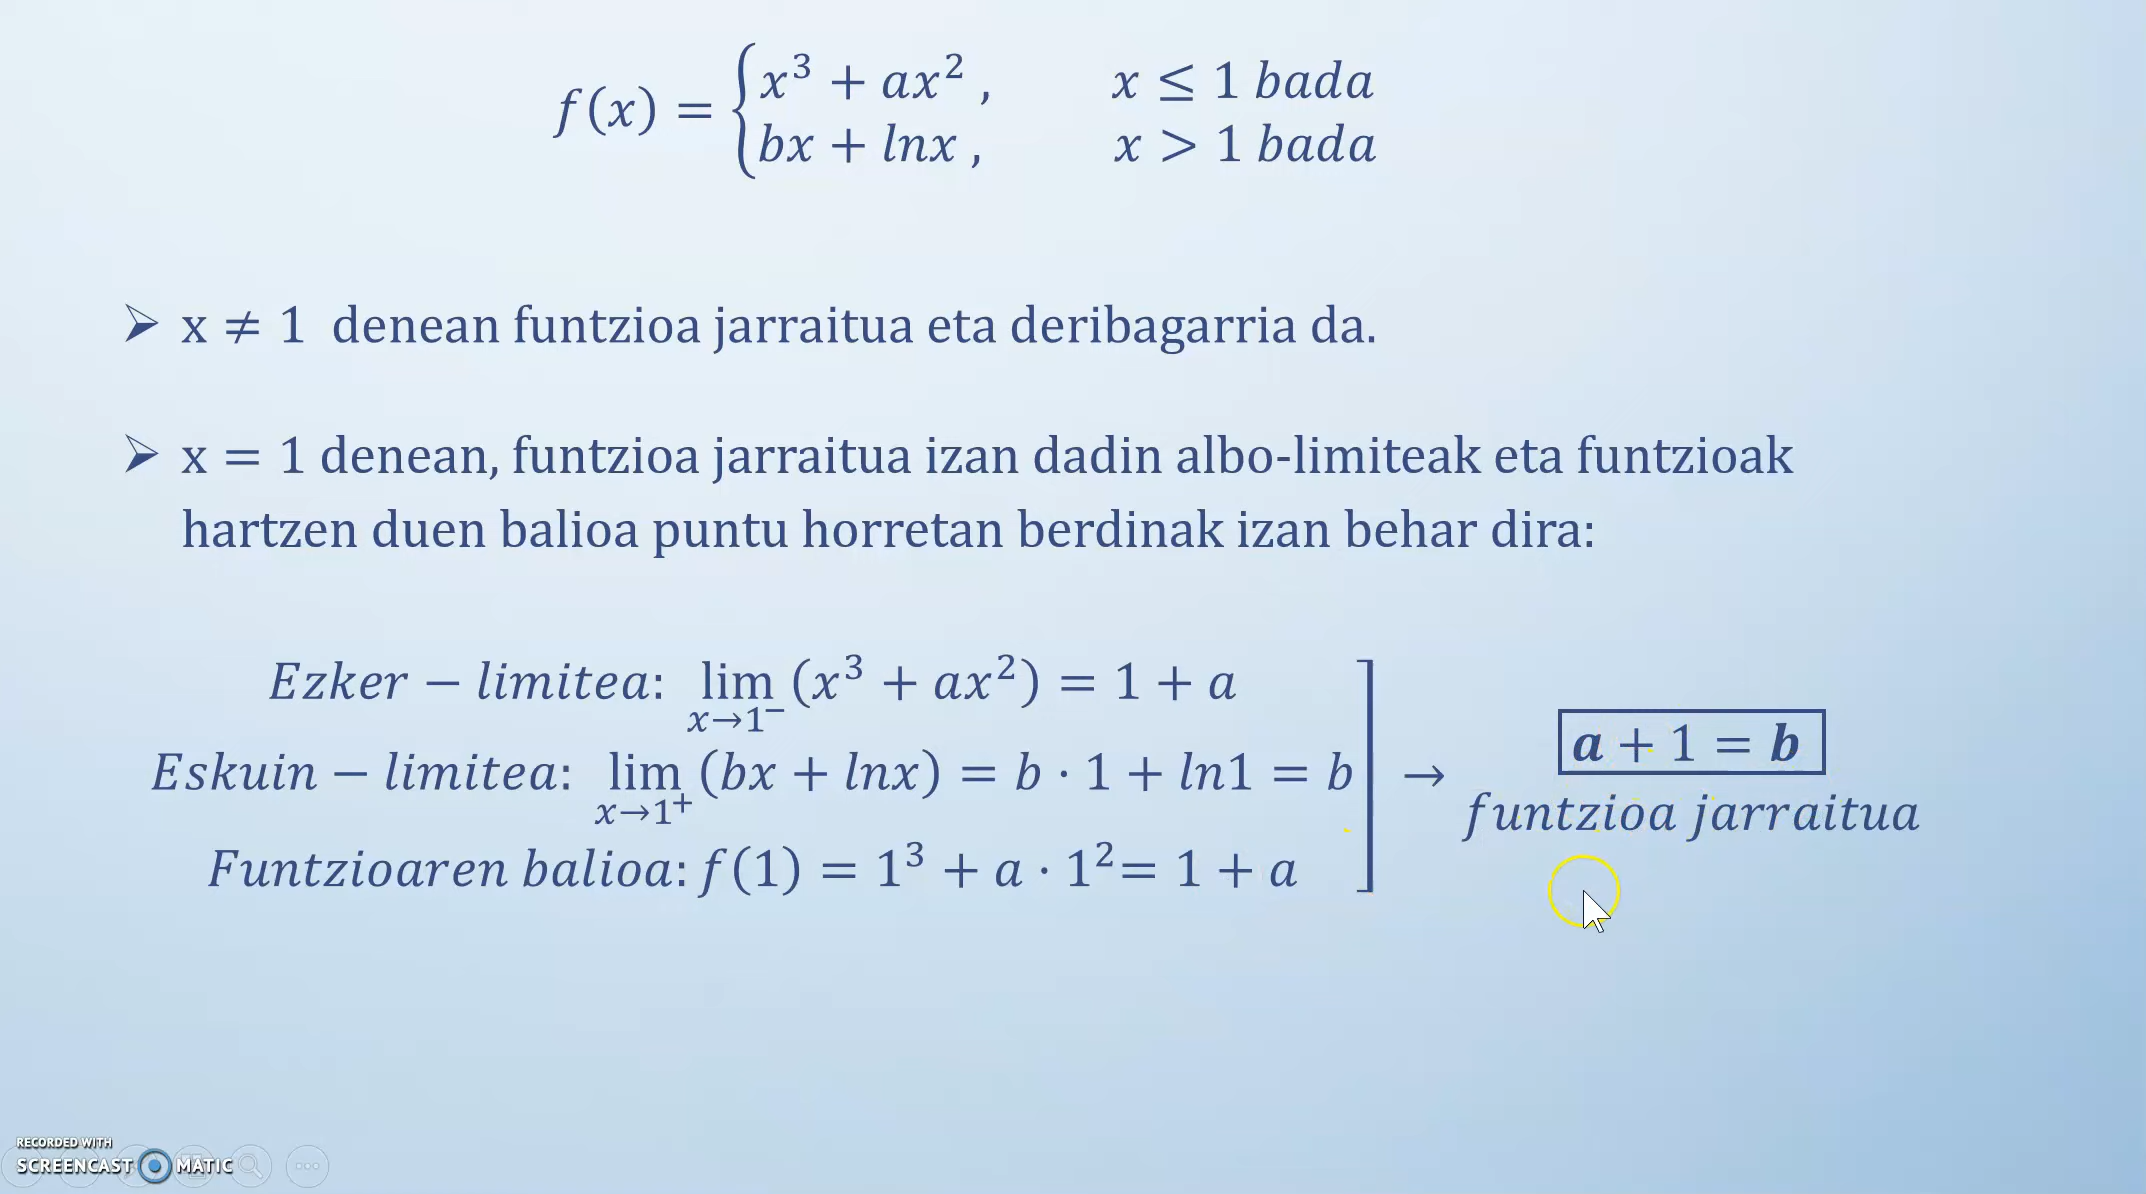 f(x) = { x³ + ax² ,   x ≤ 1 bada
bx + lnx ,   x > 1 bada
➢ x ≠ 1 denean funtzioa jarraitua eta deribagarria da.
➢ x = 1 denean, funtzioa jarraitua izan dadin albo-limiteak eta funtzioak
hartzen duen balioa puntu horretan berdinak izan behar dira:
Ezker − limitea: lim x→1⁻ (x³ + ax²) = 1 + a
Eskuin − limitea: lim x→1⁺ (bx + lnx) = b · 1 + ln1 = b
Funtzioaren balioa: f(1) = 1³ + a · 1² = 1 + a
→ a + 1 = b
funtzioa jarraitua
RECORDED WITH
SCREENCAST MATIC